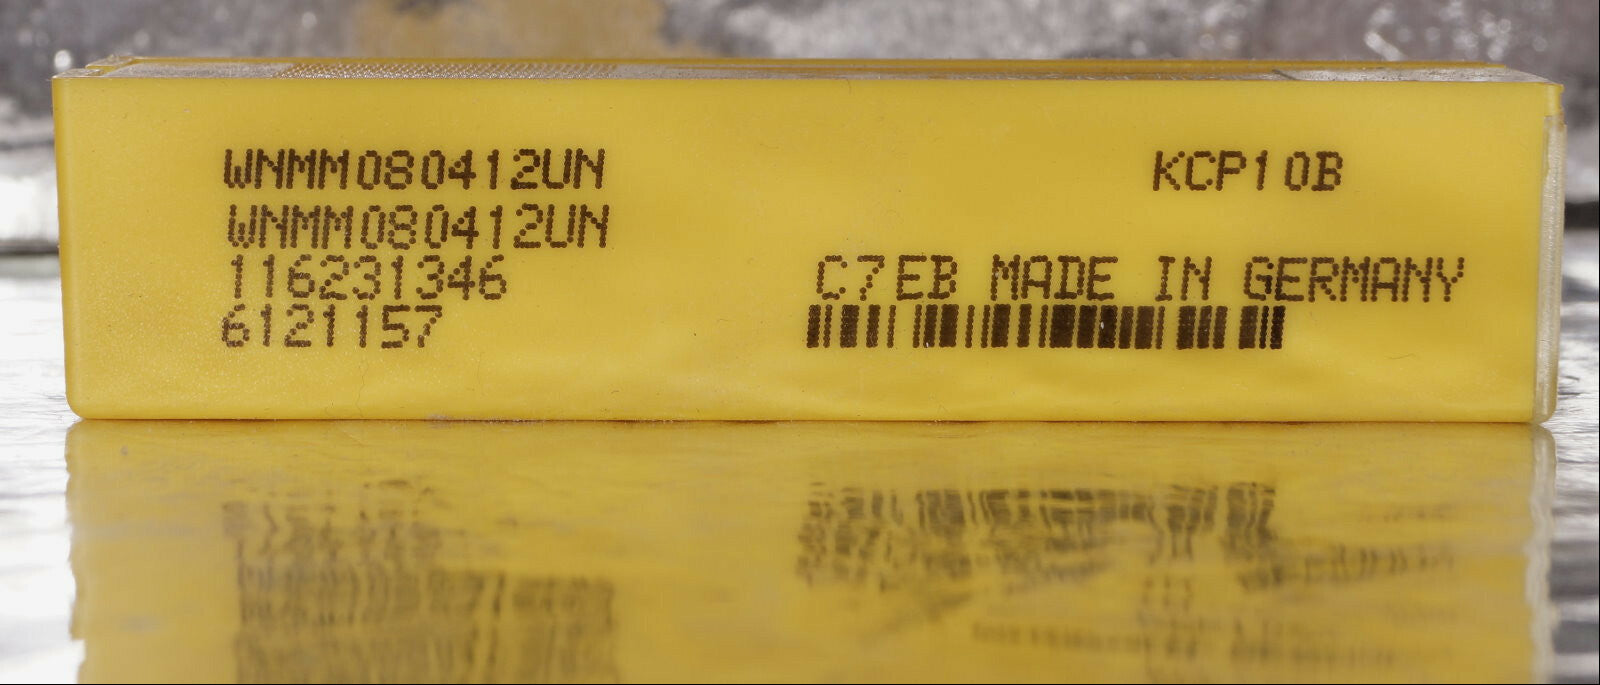 WNMM080412UN KCP10B
WNMM080412UN
116231346 C7EB MADE IN GERMANY
6121157